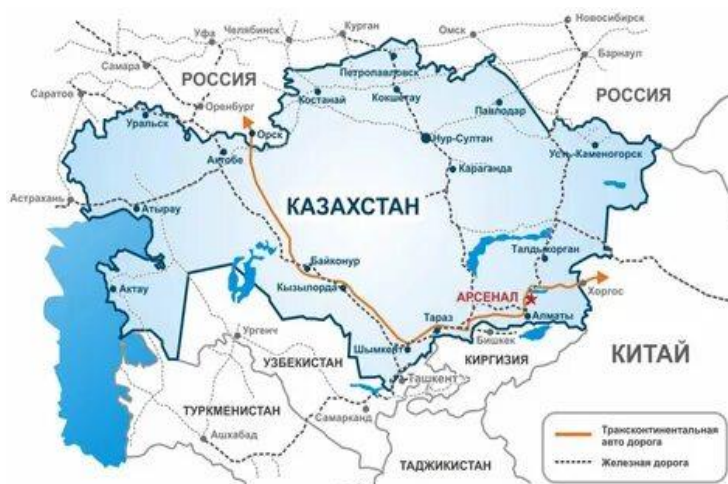 Новосибирск
Челябинск
Курган
Омск
Уфа
Барнаул
Самара
Петропавловск
РОССИЯ
Саратов
Костанай
Кокшетау
РОССИЯ
Оренбург
Павлодар
Уральск
Орск
Нур-Султан
Актобе
Усть-Каменогорск
Караганда
Астрахань
КАЗАХСТАН
Атырау
Талдыкорган
Байконур
Актау
Кызылорда
АРСЕНАЛ
Хоргос
Тараз
Алматы
Ургенч
Бишкек
Шымкент
КИТАЙ
УЗБЕКИСТАН
КИРГИЗИЯ
Ташкент
ТУРКМЕНИСТАН
Самарканд
Ашхабад
ТАДЖИКИСТАН
Трансконтинентальная
авто дорога
Железная дорога